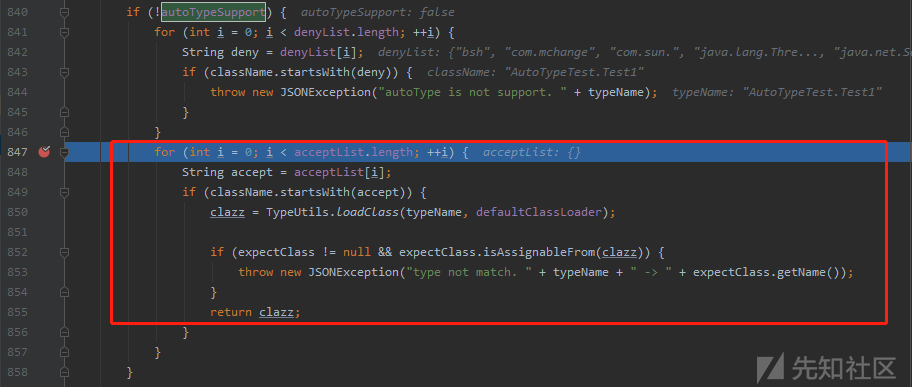 840 if (!autoTypeSupport) { autoTypeSupport: false
841 for (int i = 0; i < denyList.length; ++i) {
842 String deny = denyList[i]; denyList: {"bsh", "com.mchange", "com.sun.", "java.lang.Thre..., "java.net.S
843 if (className.startsWith(deny)) { className: "AutoTypeTest.Test1"
844 throw new JSONException("autoType is not support. " + typeName); typeName: "AutoTypeTest.Test1"
845 }
846 }
847 for (int i = 0; i < acceptList.length; ++i) { acceptList: {}
848 String accept = acceptList[i];
849 if (className.startsWith(accept)) {
850 clazz = TypeUtils.loadClass(typeName, defaultClassLoader);
851
852 if (expectClass != null && expectClass.isAssignableFrom(clazz)) {
853 throw new JSONException("type not match. " + typeName + " -> " + expectClass.getName());
854 }
855 return clazz;
856 }
857 }
858 }
先知社区